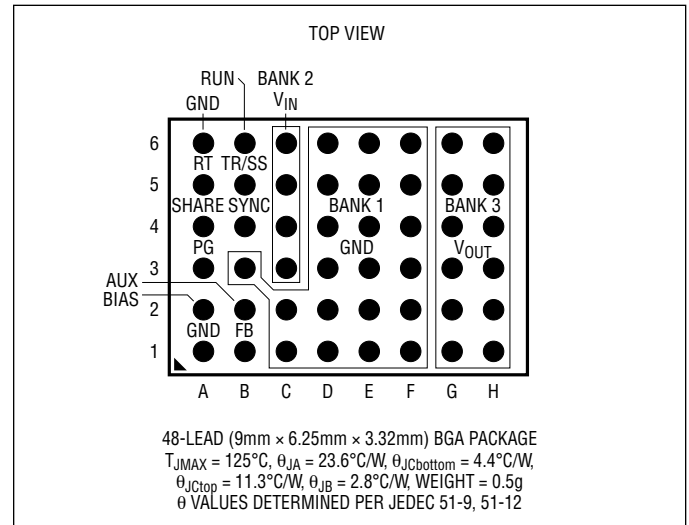 TOP VIEW
RUN BANK 2
GND VIN
6
RT TR/SS
5
SHARE SYNC BANK 1 BANK 3
4
PG GND VOUT
3
AUX
BIAS 2
GND FB
1
A B C D E F G H
48-LEAD (9mm × 6.25mm × 3.32mm) BGA PACKAGE
TJMAX = 125°C, θJA = 23.6°C/W, θJCbottom = 4.4°C/W,
θJCtop = 11.3°C/W, θJB = 2.8°C/W, WEIGHT = 0.5g
θ VALUES DETERMINED PER JEDEC 51-9, 51-12